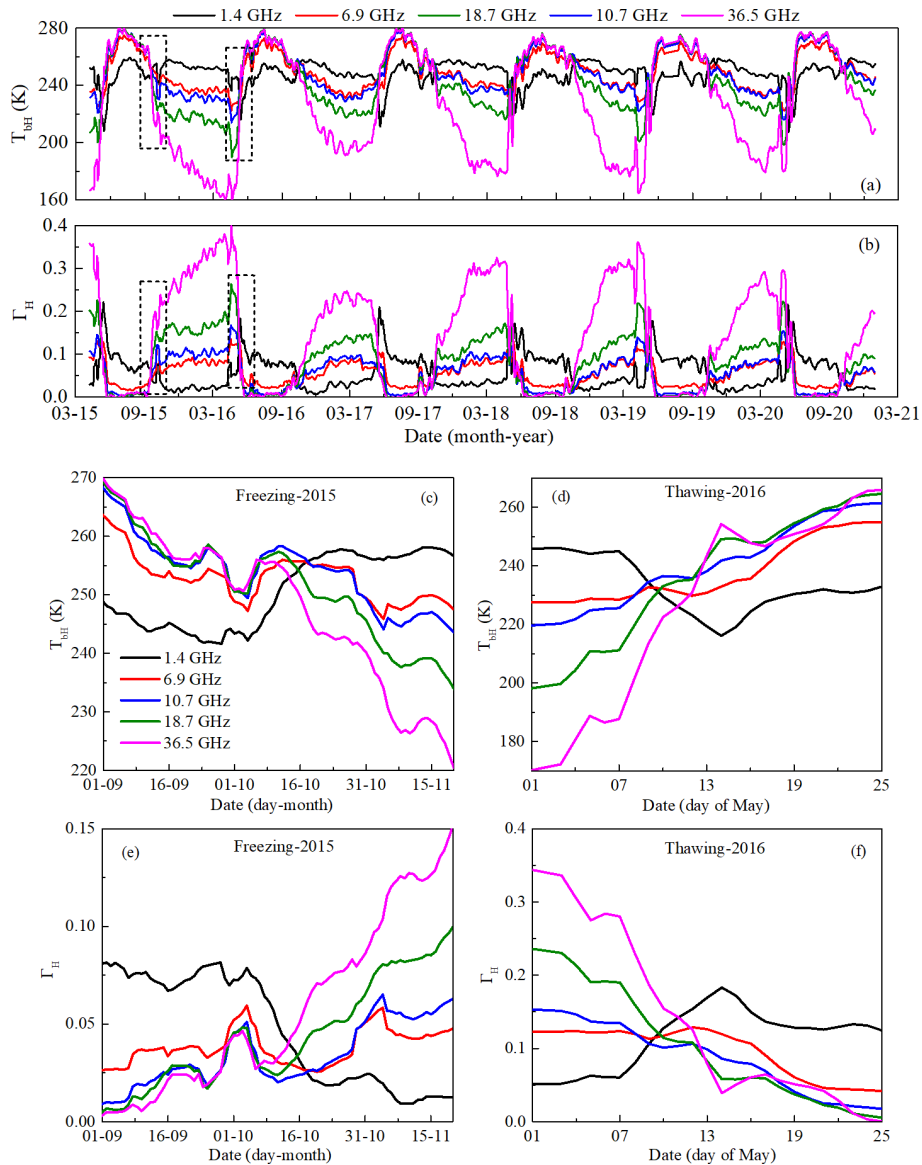 1.4 GHz 6.9 GHz 18.7 GHz 10.7 GHz 36.5 GHz
280
240
200
160
T_bH (K)
(a)
0.4
0.3
0.2
0.1
0.0
Γ_H
(b)
03-15 09-15 03-16 09-16 03-17 09-17 03-18 09-18 03-19 09-19 03-20 09-20 03-21
Date (month-year)
270
260
250
240
230
220
T_bH (K)
Freezing-2015
(c)
1.4 GHz
6.9 GHz
10.7 GHz
18.7 GHz
36.5 GHz
01-09 16-09 01-10 16-10 31-10 15-11
Date (day-month)
260
240
220
200
180
170
T_bH (K)
(d)
Thawing-2016
01 07 13 19 25
Date (day of May)
0.15
0.10
0.05
0.00
Γ_H
(e)
Freezing-2015
01-09 16-09 01-10 16-10 31-10 15-11
Date (day-month)
0.4
0.3
0.2
0.1
0.0
Γ_H
Thawing-2016
(f)
01 07 13 19 25
Date (day of May)